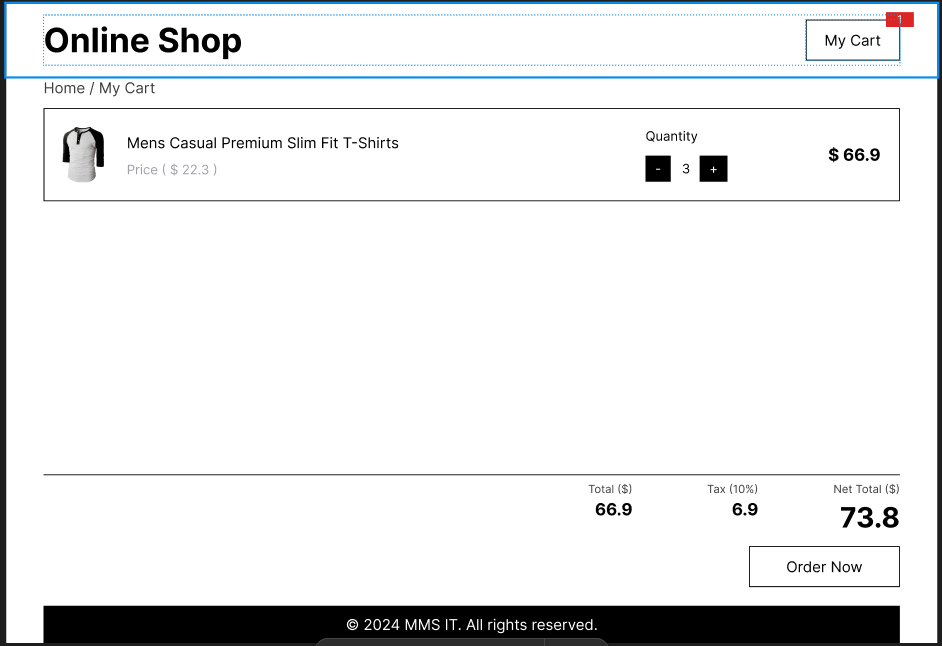 Online Shop
My Cart
1
Home / My Cart
Mens Casual Premium Slim Fit T-Shirts
Price ( $ 22.3 )
Quantity
- 3 +
$ 66.9
Total ($)
66.9
Tax (10%)
6.9
Net Total ($)
73.8
Order Now
© 2024 MMS IT. All rights reserved.